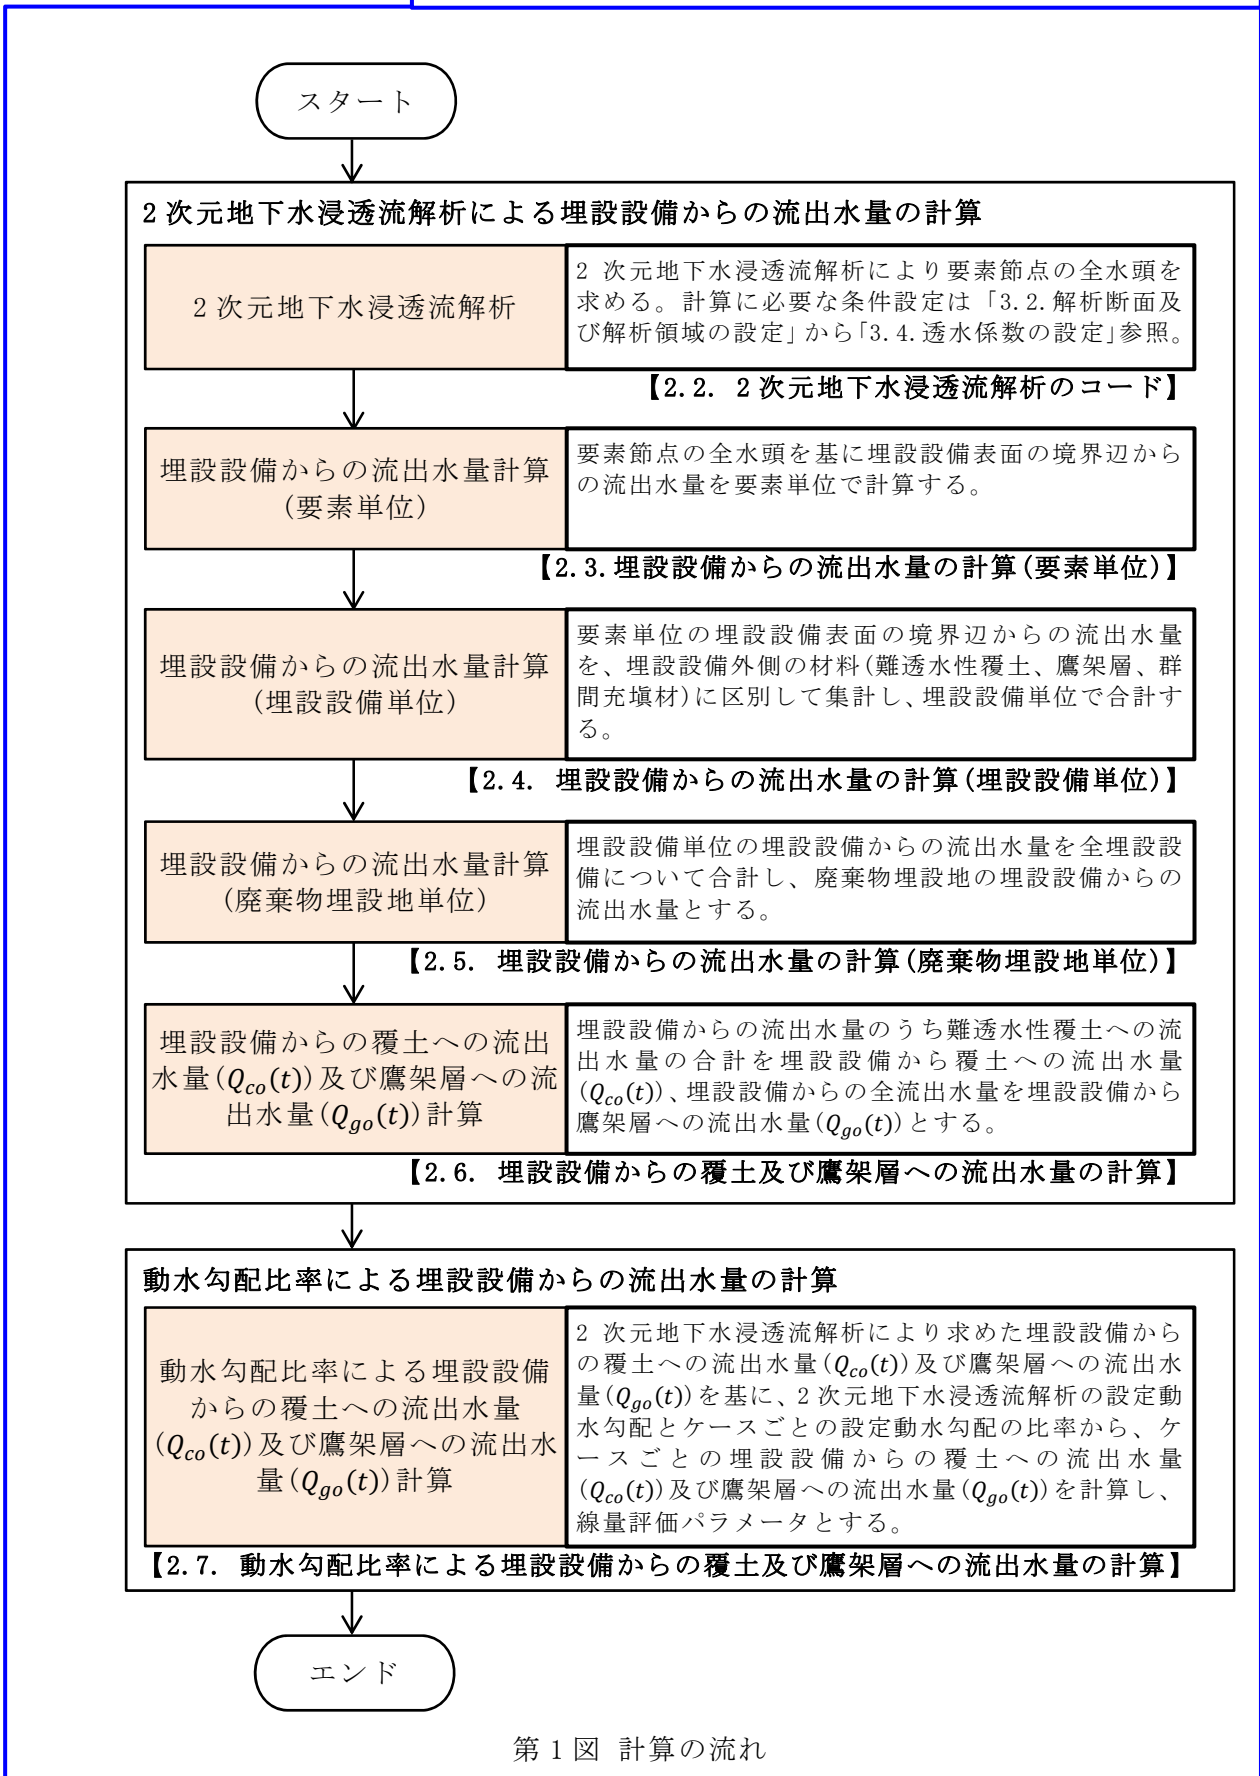 スタート
2次元地下水浸透流解析による埋設設備からの流出水量の計算
2次元地下水浸透流解析
2 次元地下水浸透流解析により要素節点の全水頭を
求める。計算に必要な条件設定は「3.2.解析断面及
び解析領域の設定」から「3.4.透水係数の設定」参照。
【2.2. 2次元地下水浸透流解析のコード】
埋設設備からの流出水量計算
(要素単位)
要素節点の全水頭を基に埋設設備表面の境界辺から
の流出水量を要素単位で計算する。
【2.3.埋設設備からの流出水量の計算(要素単位)】
埋設設備からの流出水量計算
(埋設設備単位)
要素単位の埋設設備表面の境界辺からの流出水量
を、埋設設備外側の材料(難透水性覆土、鷹架層、群
間充塡材)に区別して集計し、埋設設備単位で合計す
る。
【2.4. 埋設設備からの流出水量の計算(埋設設備単位)】
埋設設備からの流出水量計算
(廃棄物埋設地単位)
埋設設備単位の埋設設備からの流出水量を全埋設設
備について合計し、廃棄物埋設地の埋設設備からの
流出水量とする。
【2.5. 埋設設備からの流出水量の計算(廃棄物埋設地単位)】
埋設設備からの覆土への流出
水量(Q_{co}(t))及び鷹架層への流
出水量(Q_{go}(t))計算
埋設設備からの流出水量のうち難透水性覆土への流
出水量の合計を埋設設備から覆土への流出水量
(Q_{co}(t))、埋設設備からの全流出水量を埋設設備から
鷹架層への流出水量(Q_{go}(t))とする。
【2.6. 埋設設備からの覆土及び鷹架層への流出水量の計算】
動水勾配比率による埋設設備からの流出水量の計算
動水勾配比率による埋設設備
からの覆土への流出水量
(Q_{co}(t))及び鷹架層への流出水
量(Q_{go}(t))計算
2 次元地下水浸透流解析により求めた埋設設備から
の覆土への流出水量(Q_{co}(t))及び鷹架層への流出水
量(Q_{go}(t))を基に、2次元地下水浸透流解析の設定動
水勾配とケースごとの設定動水勾配の比率から、ケ
ースごとの埋設設備からの覆土への流出水量
(Q_{co}(t))及び鷹架層への流出水量(Q_{go}(t))を計算し、
線量評価パラメータとする。
【2.7. 動水勾配比率による埋設設備からの覆土及び鷹架層への流出水量の計算】
エンド
第1図 計算の流れ